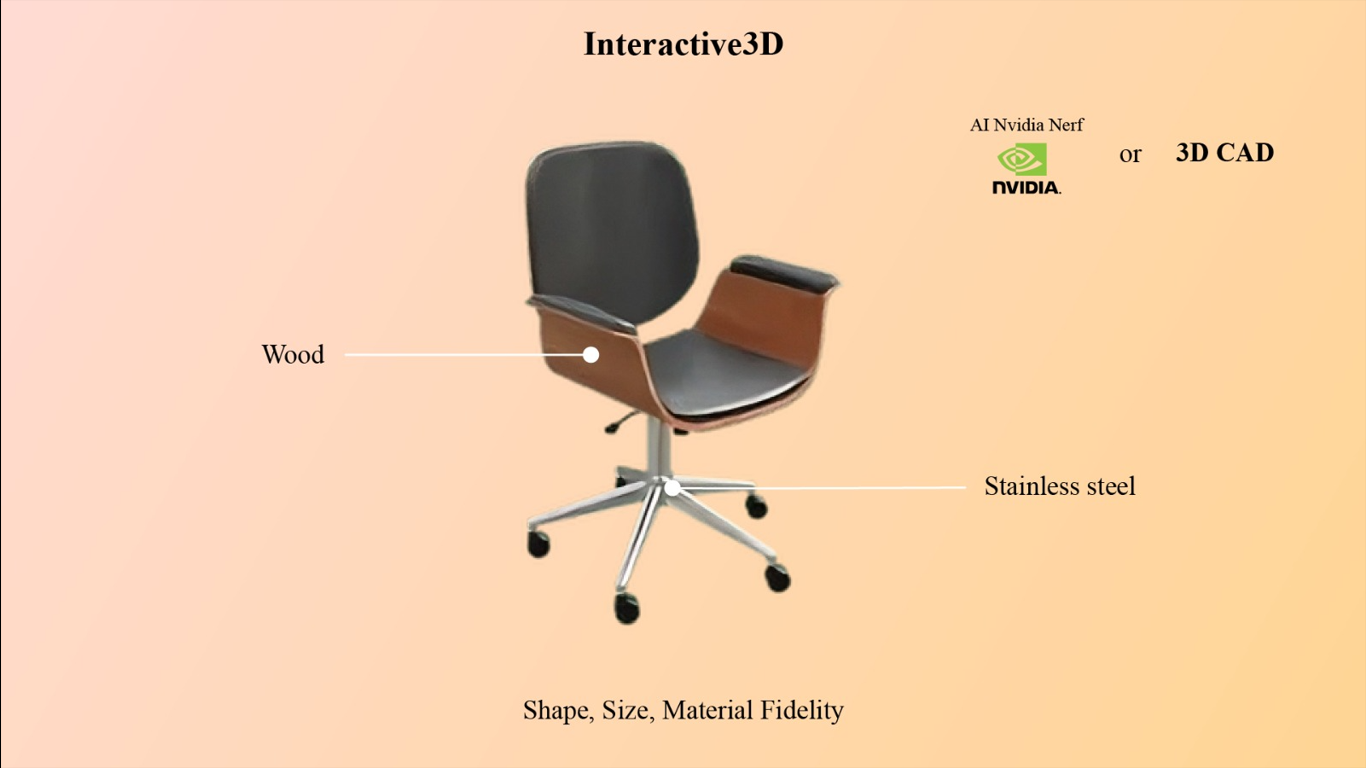 Interactive3D
AI Nvidia Nerf
NVIDIA.
or
3D CAD
Wood
Stainless steel
Shape, Size, Material Fidelity